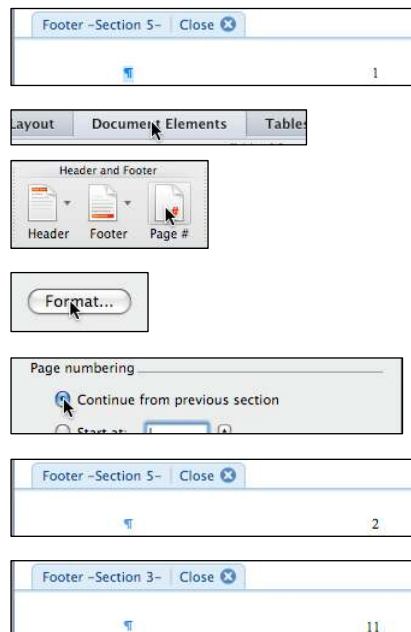 Footer -Section 5- Close
¶ 1
Layout Document Elements Tables
Header and Footer
Header Footer Page #
Format...
Page numbering
Continue from previous section
Start at:
Footer -Section 5- Close
¶ 2
Footer -Section 3- Close
¶ 11